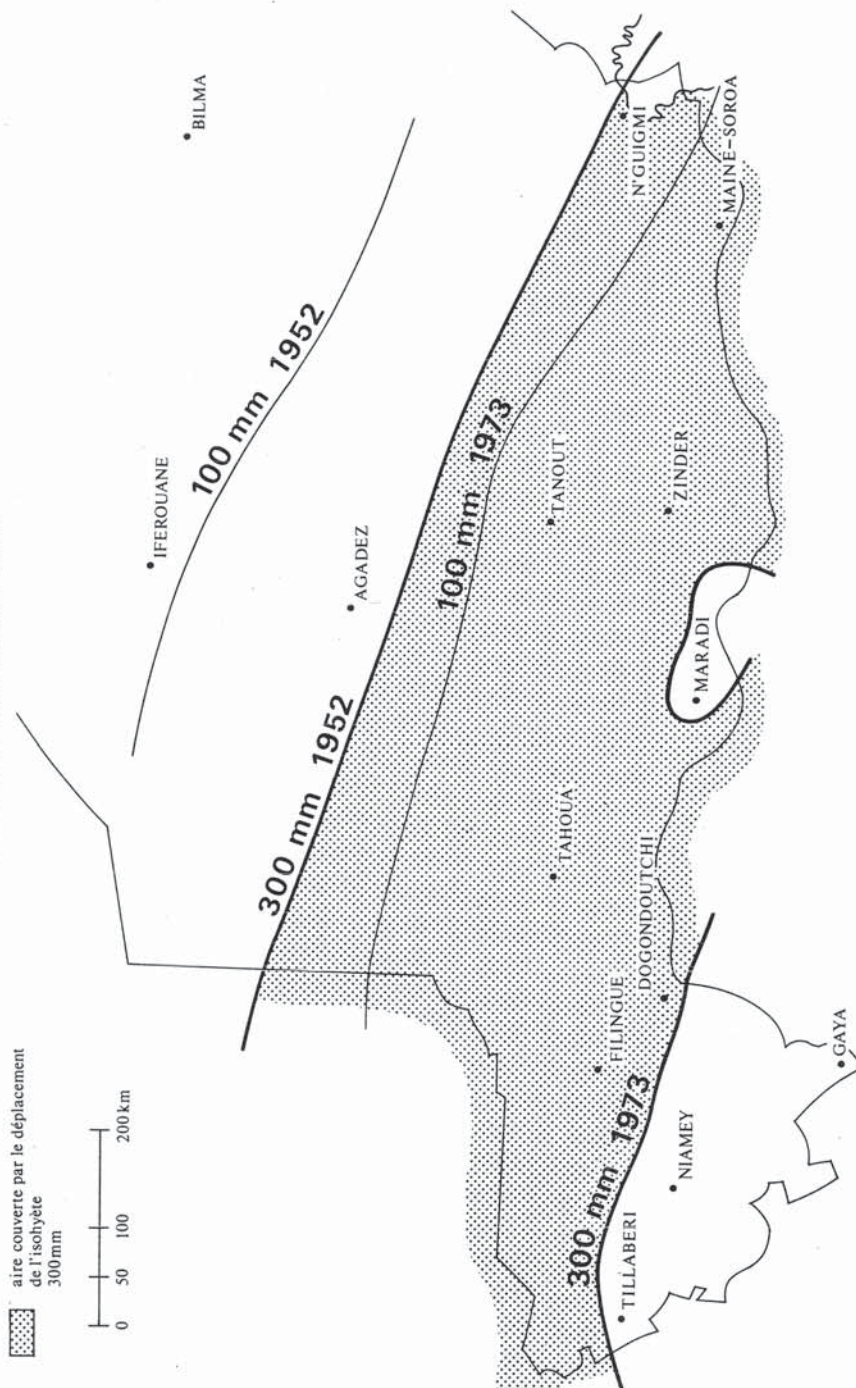 aire couverte par le déplacement
de l'isohyète
300mm
0 50 100 200km
BILMA
IFEROUANE
100 mm 1952
AGADEZ
300 mm 1952
100 mm 1973
N'GUIGMI
TANOUT
TAHOUA
MAINE-SOROA
ZINDER
MARADI
FILINGUE
DOGONDOUTCHI
300 mm 1973
TILLABERI
NIAMEY
GAYA